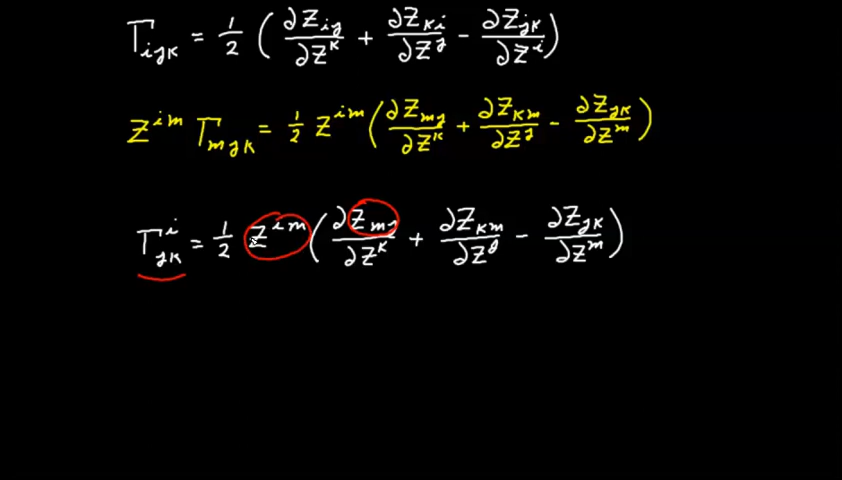 Γ_{ijk} = 1/2 ( ∂Z_{ij}/∂Z^k + ∂Z_{ki}/∂Z^j − ∂Z_{jk}/∂Z^i )
Z^{im} Γ_{mjk} = 1/2 Z^{im} ( ∂Z_{mj}/∂Z^k + ∂Z_{km}/∂Z^j − ∂Z_{jk}/∂Z^m )
Γ^i_{jk} = 1/2 Z^{im} ( ∂Z_{mj}/∂Z^k + ∂Z_{km}/∂Z^j − ∂Z_{jk}/∂Z^m )